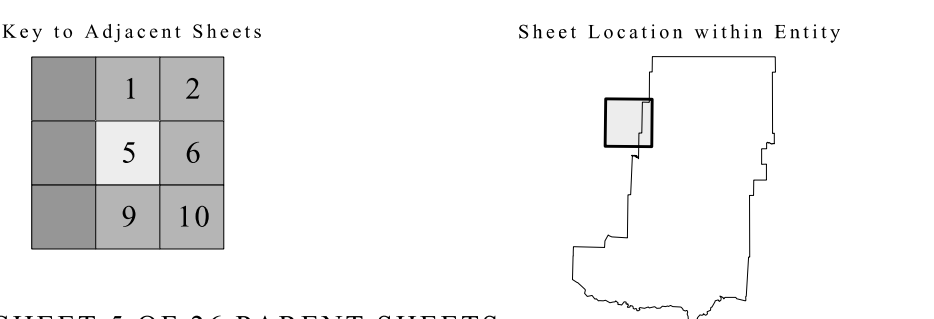 Key to Adjacent Sheets
Sheet Location within Entity
1 2
5 6
9 10
SHEET 5 OF 26 PARENT SHEETS